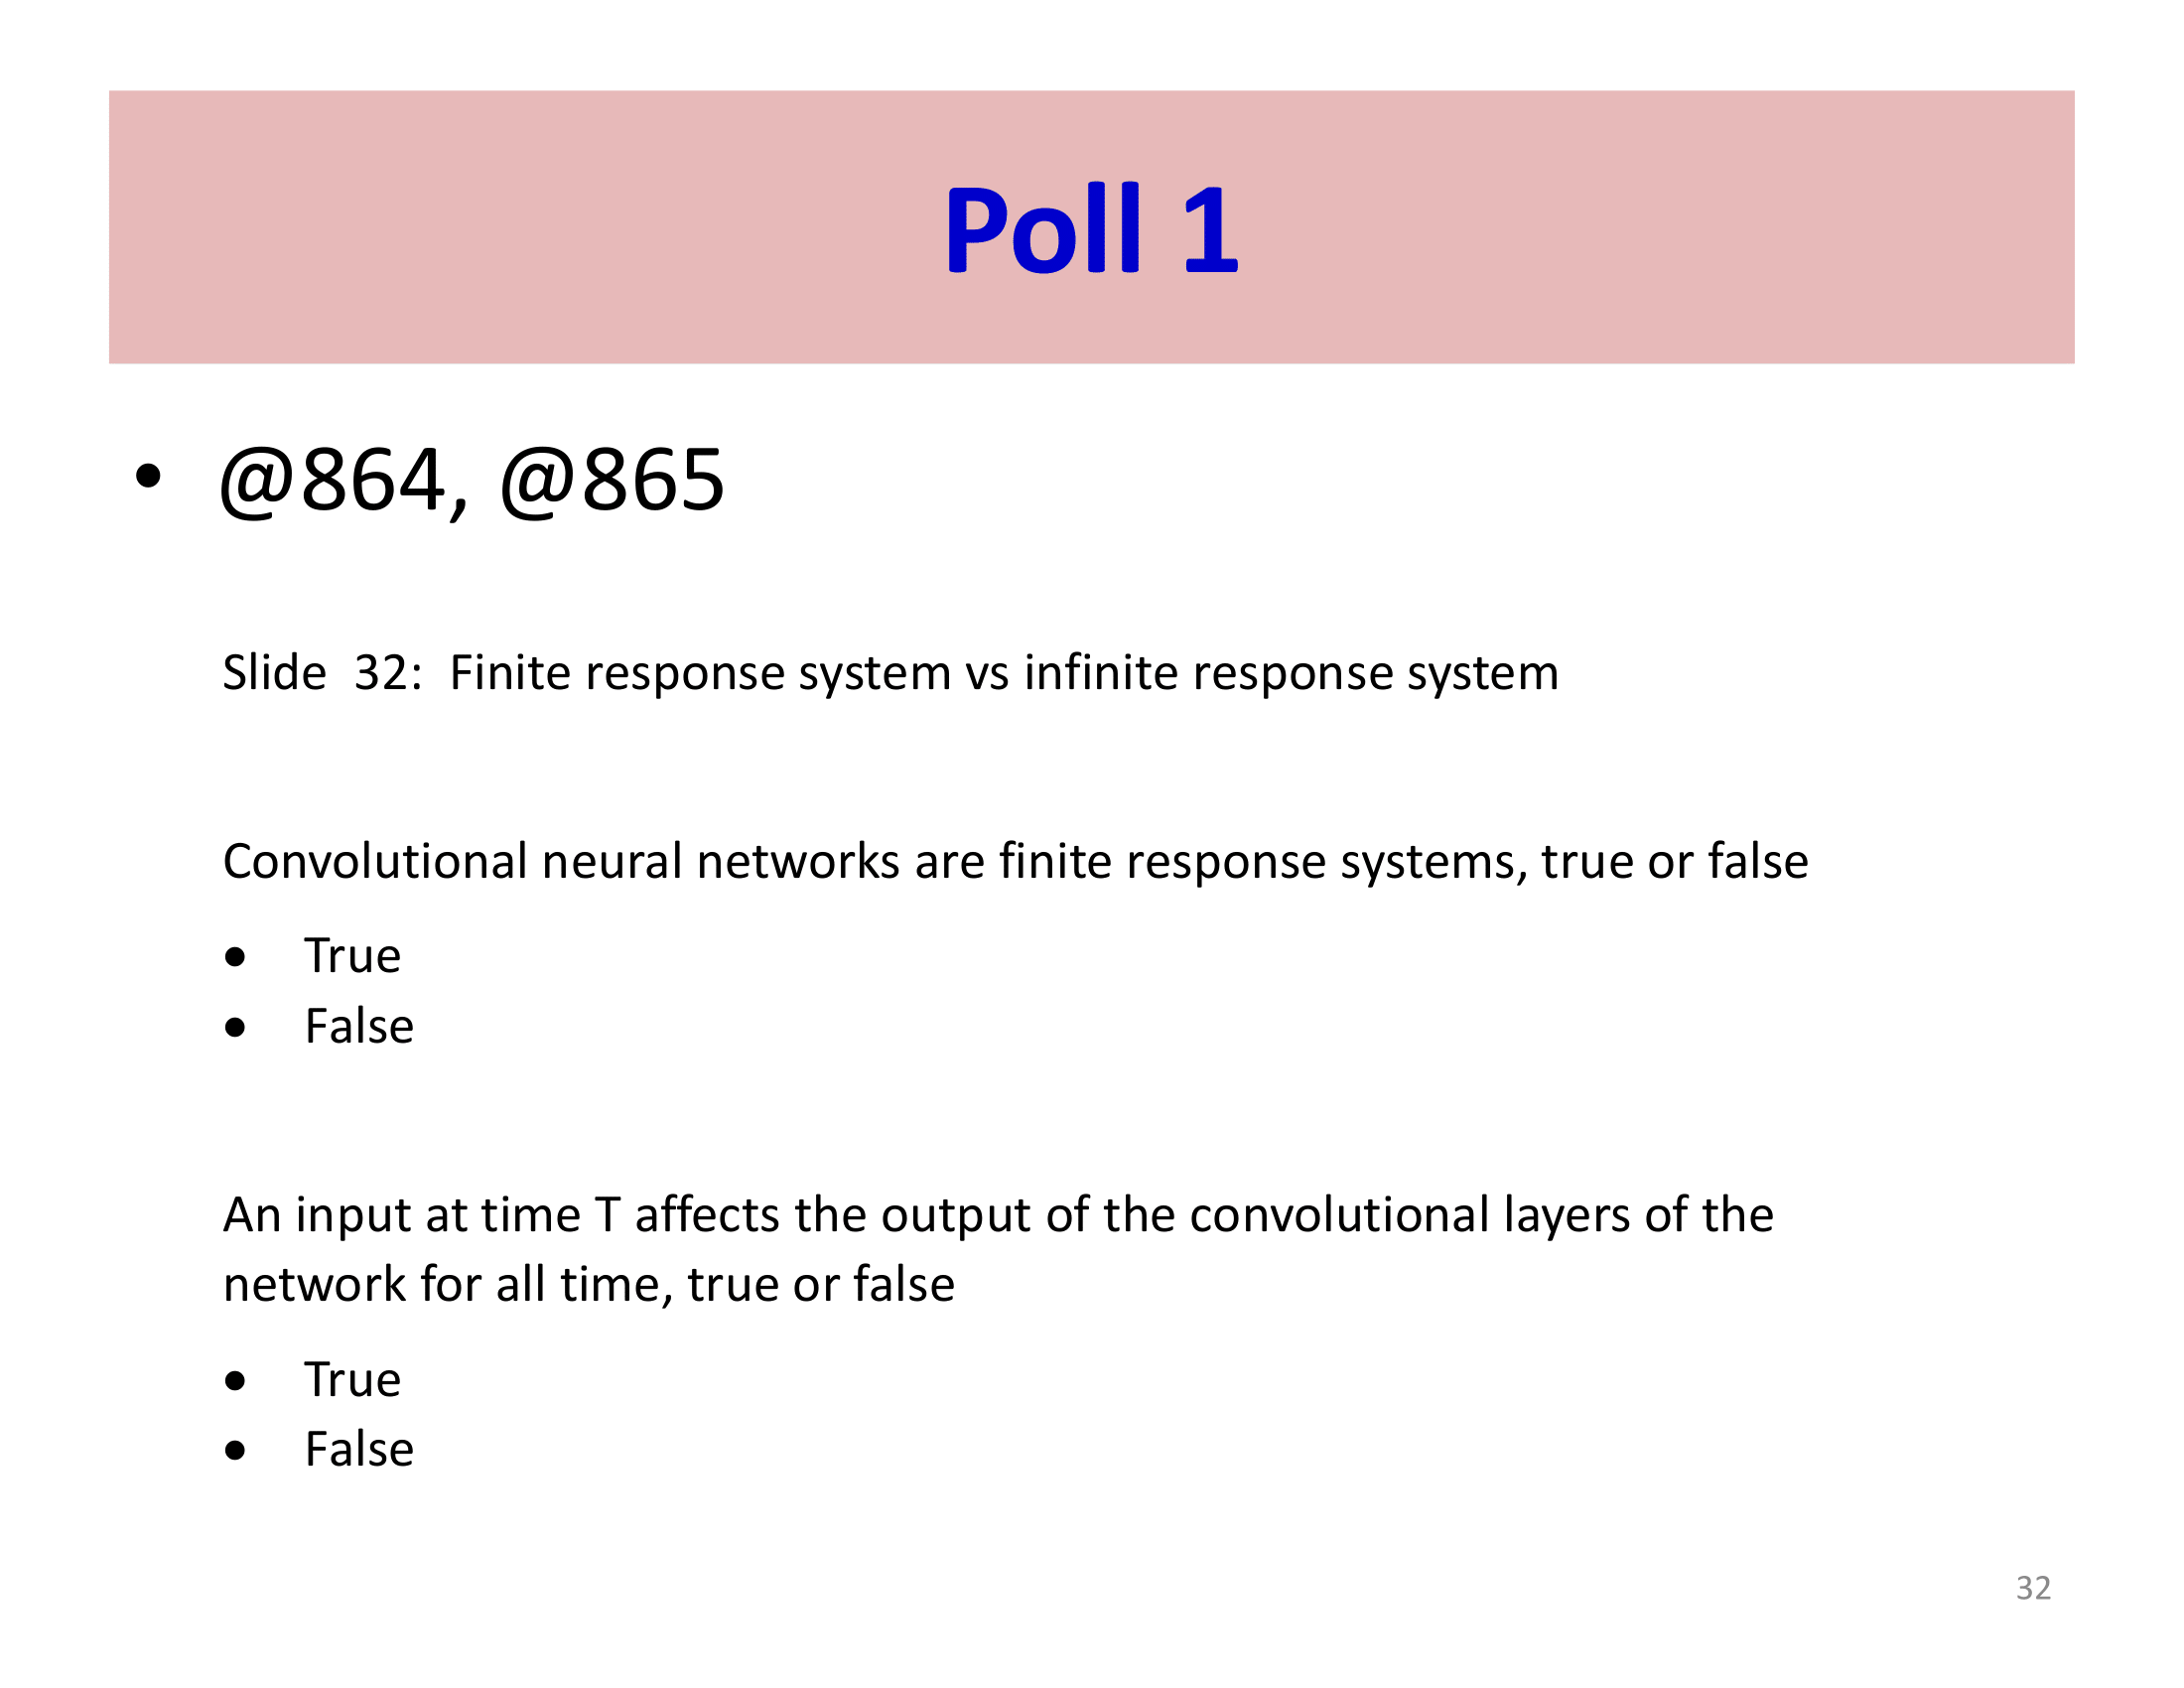 Poll 1
• @864, @865
Slide 32: Finite response system vs infinite response system
Convolutional neural networks are finite response systems, true or false
• True
• False
An input at time T affects the output of the convolutional layers of the
network for all time, true or false
• True
• False
32